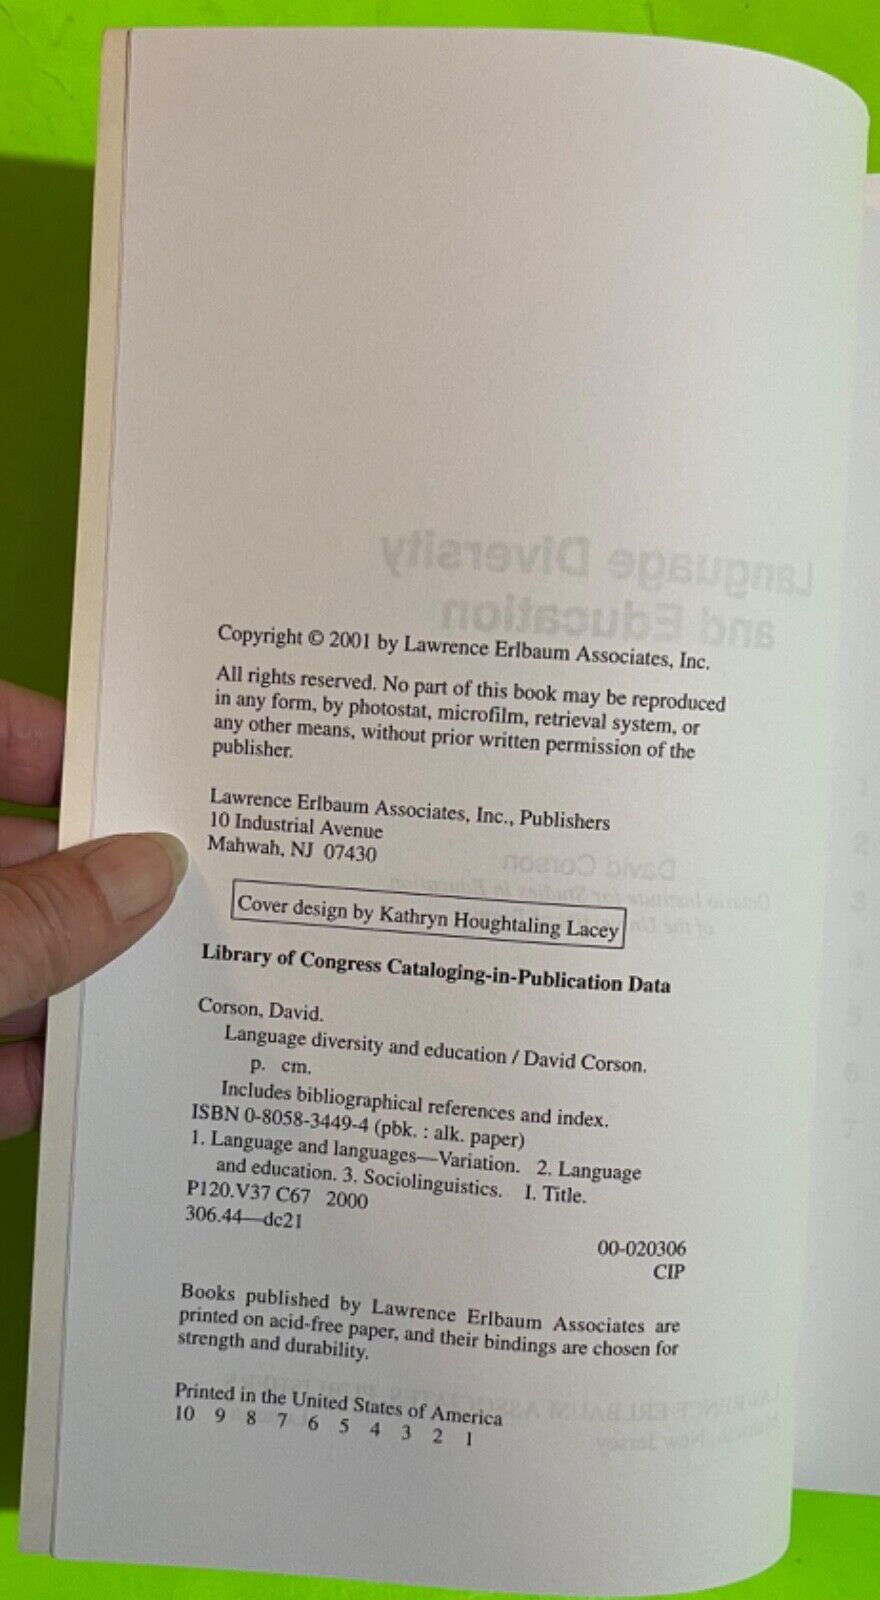 Language Diversity
and Education
Copyright © 2001 by Lawrence Erlbaum Associates, Inc.
All rights reserved. No part of this book may be reproduced
in any form, by photostat, microfilm, retrieval system, or
any other means, without prior written permission of the
publisher.
Lawrence Erlbaum Associates, Inc., Publishers
10 Industrial Avenue
Mahwah, NJ 07430
David Corson
Cover design by Kathryn Houghtaling Lacey
Library of Congress Cataloging-in-Publication Data
Corson, David.
Language diversity and education / David Corson.
p. cm.
Includes bibliographical references and index.
ISBN 0-8058-3449-4 (pbk. : alk. paper)
1. Language and languages—Variation. 2. Language
and education. 3. Sociolinguistics. I. Title.
P120.V37 C67 2000
306.44—dc21
00-020306
CIP
Books published by Lawrence Erlbaum Associates are
printed on acid-free paper, and their bindings are chosen for
strength and durability.
Printed in the United States of America
10 9 8 7 6 5 4 3 2 1